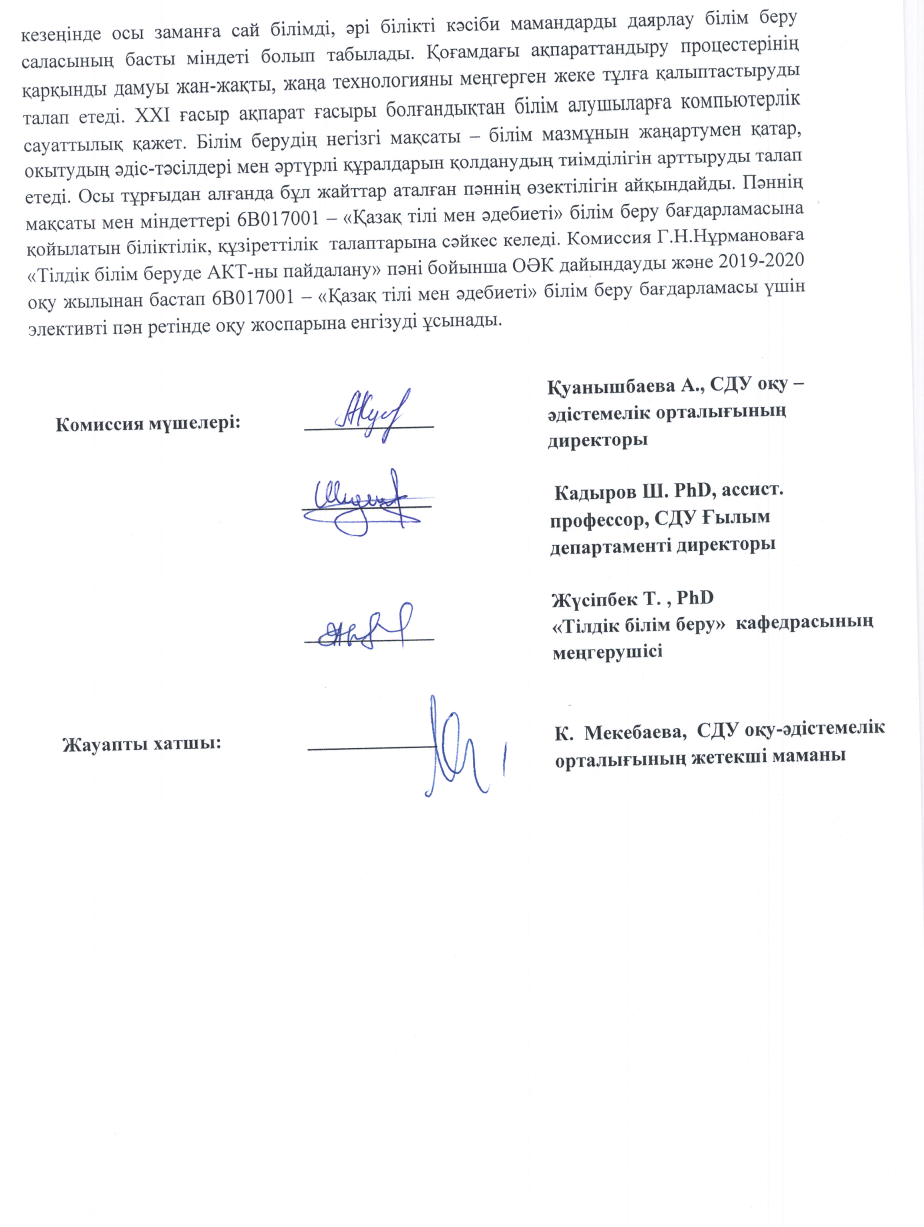 кезеңінде осы заманға сай білімді, әрі білікті кәсіби мамандарды даярлау білім беру
саласының басты міндеті болып табылады. Қоғамдағы ақпараттандыру процестерінің
қарқынды дамуы жан-жақты, жаңа технологияны меңгерген жеке тұлға қалыптастыруды
талап етеді. XXI ғасыр ақпарат ғасыры болғандықтан білім алушыларға компьютерлік
сауаттылық қажет. Білім берудің негізгі мақсаты – білім мазмұнын жаңартумен қатар,
окытудың әдіс-тәсілдері мен әртүрлі құралдарын қолданудың тиімділігін арттыруды талап
етеді. Осы тұрғыдан алғанда бұл жайттар аталған пәннің өзектілігін айқындайды. Пәннің
мақсаты мен міндеттері 6В017001 – «Қазақ тілі мен әдебиеті» білім беру бағдарламасына
қойылатын біліктілік, құзіреттілік талаптарына сәйкес келеді. Комиссия Г.Н.Нұрмановаға
«Тілдік білім беруде АКТ-ны пайдалану» пәні бойынша ОӘК дайындауды және 2019-2020
оқу жылынан бастап 6В017001 – «Қазақ тілі мен әдебиеті» білім беру бағдарламасы үшін
элективті пән ретінде оқу жоспарына енгізуді ұсынады.
Комиссия мүшелері:
Қуанышбаева А., СДУ оқу –
әдістемелік орталығының
директоры
Кадыров Ш. PhD, ассист.
профессор, СДУ Ғылым
департаменті директоры
Жүсіпбек Т. , PhD
«Тілдік білім беру» кафедрасының
меңгерушісі
Жауапты хатшы:
К. Мекебаева, СДУ оқу-әдістемелік
орталығының жетекші маманы